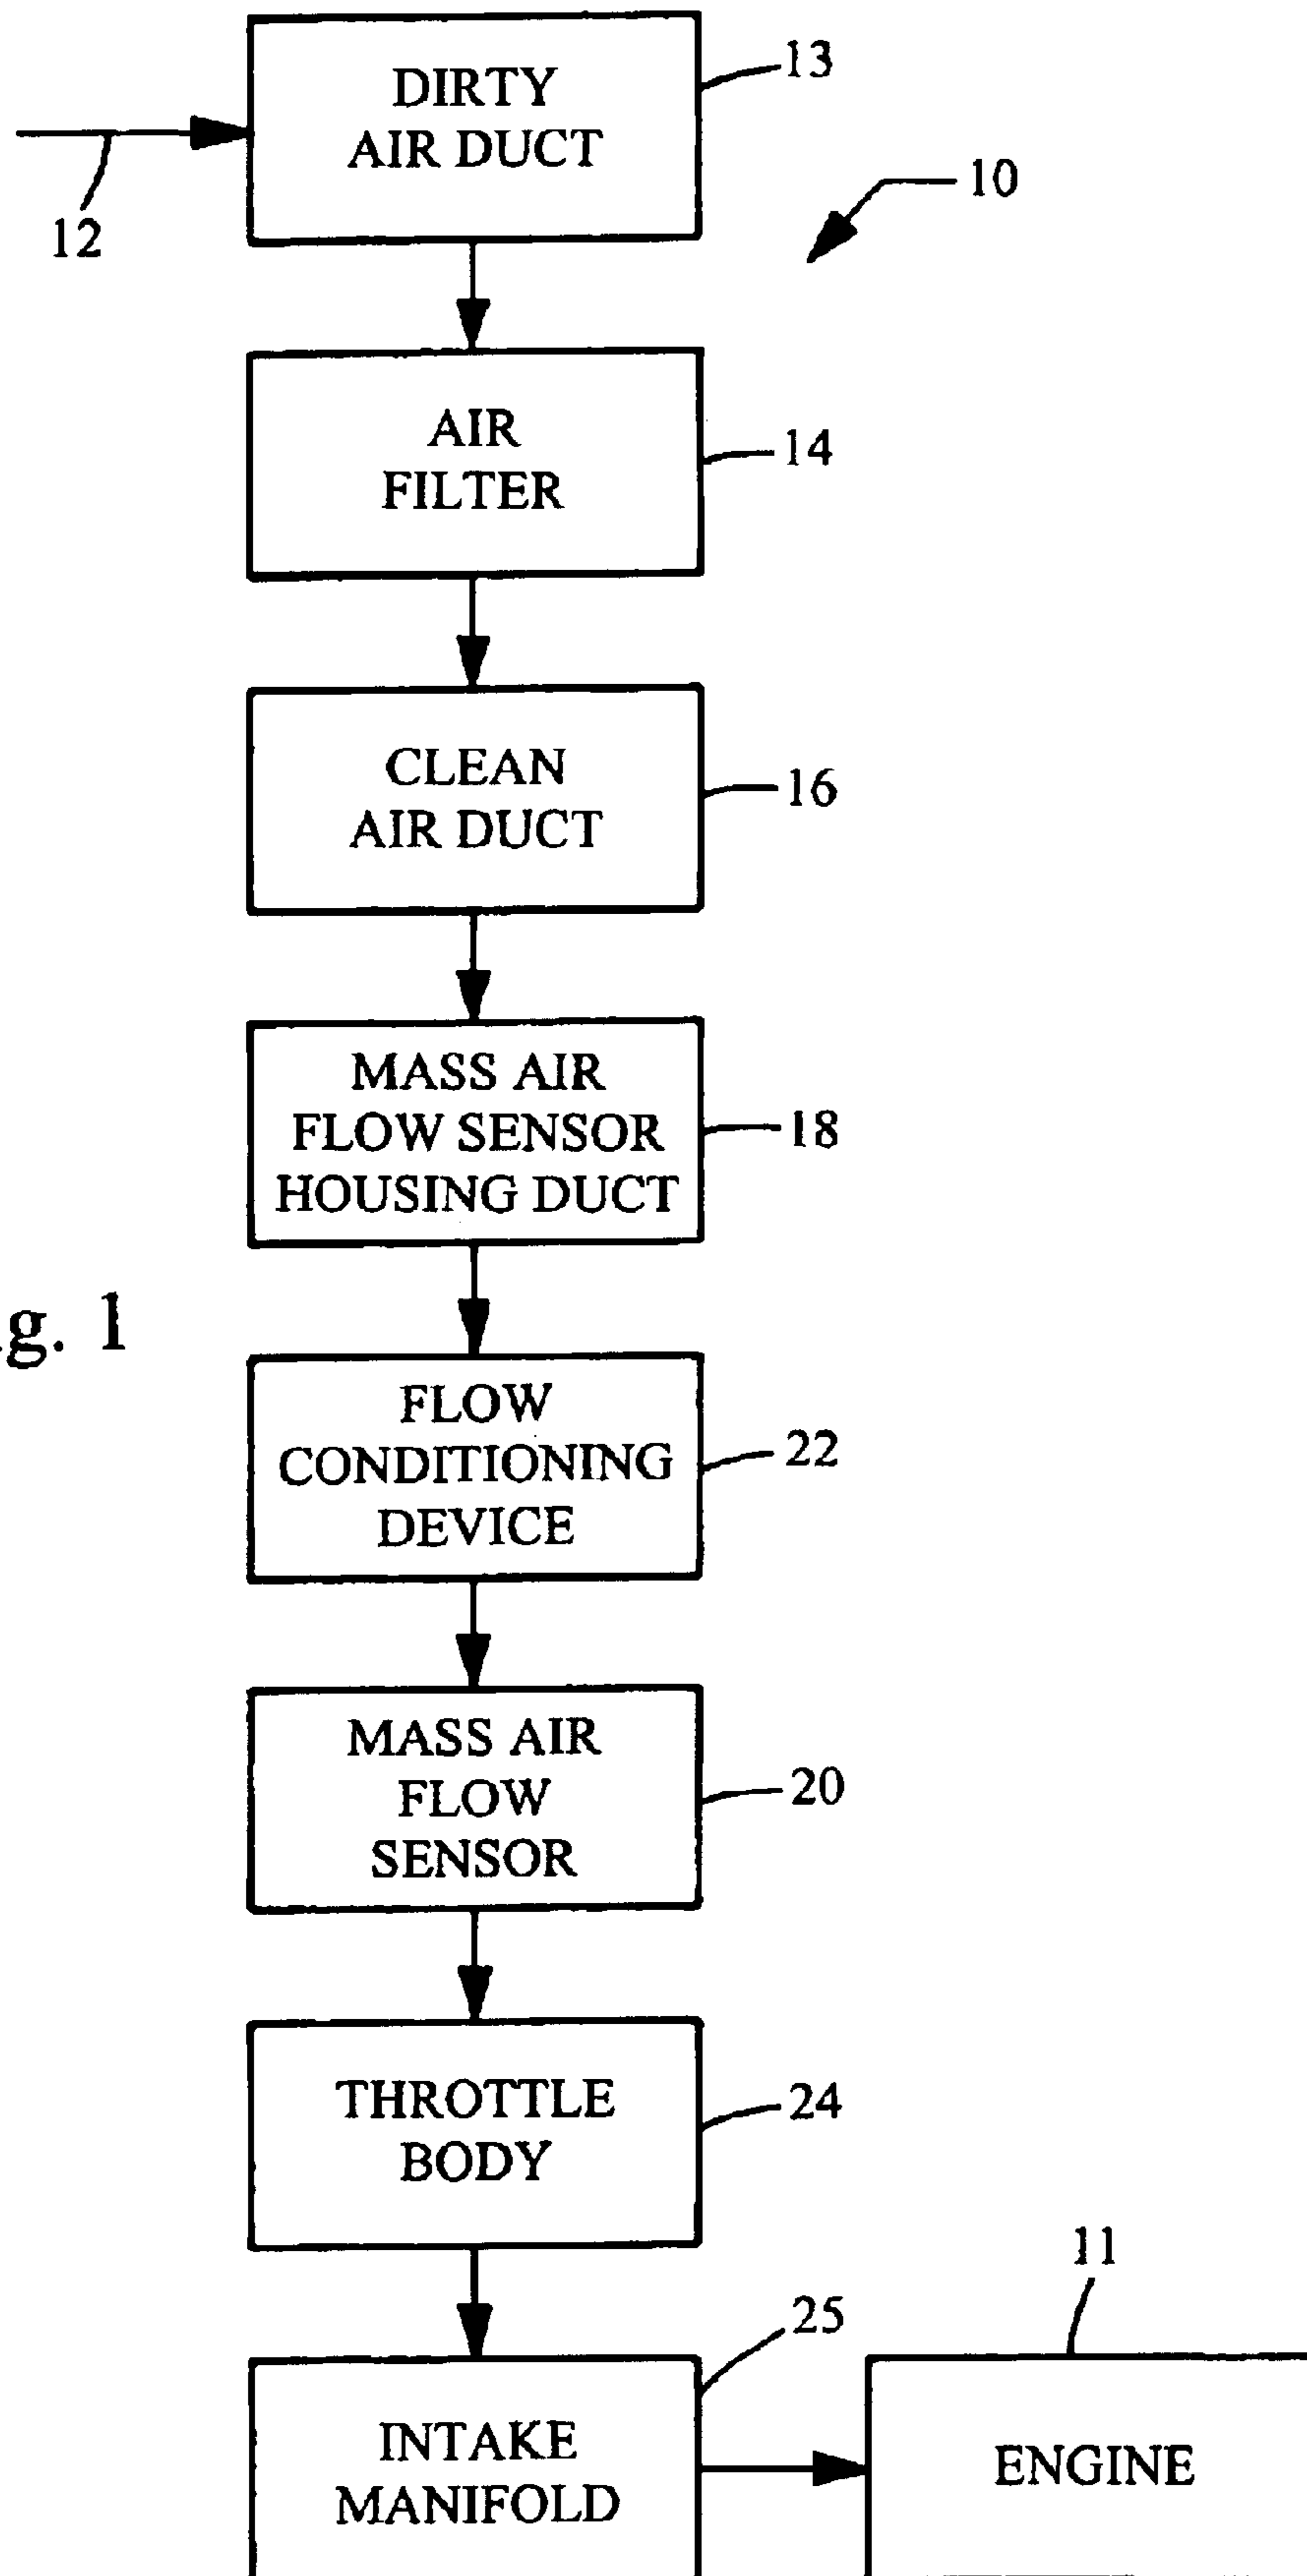 DIRTY
AIR DUCT
13
12
10
AIR
FILTER
14
CLEAN
AIR DUCT
16
MASS AIR
FLOW SENSOR
HOUSING DUCT
18
g. 1
FLOW
CONDITIONING
DEVICE
22
MASS AIR
FLOW
SENSOR
20
THROTTLE
BODY
24
INTAKE
MANIFOLD
25
11
ENGINE